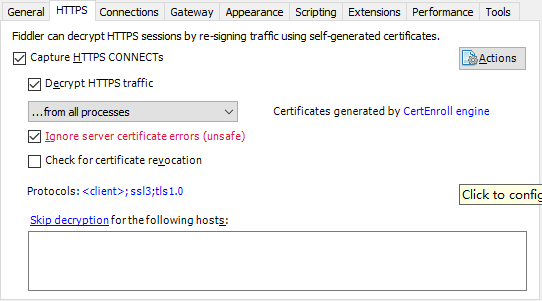 General HTTPS Connections Gateway Appearance Scripting Extensions Performance Tools
Fiddler can decrypt HTTPS sessions by re-signing traffic using self-generated certificates.
Capture HTTPS CONNECTs Actions
Decrypt HTTPS traffic
...from all processes Certificates generated by CertEnroll engine
Ignore server certificate errors (unsafe)
Check for certificate revocation
Protocols: <client>; ssl3;tls1.0 Click to config
Skip decryption for the following hosts: